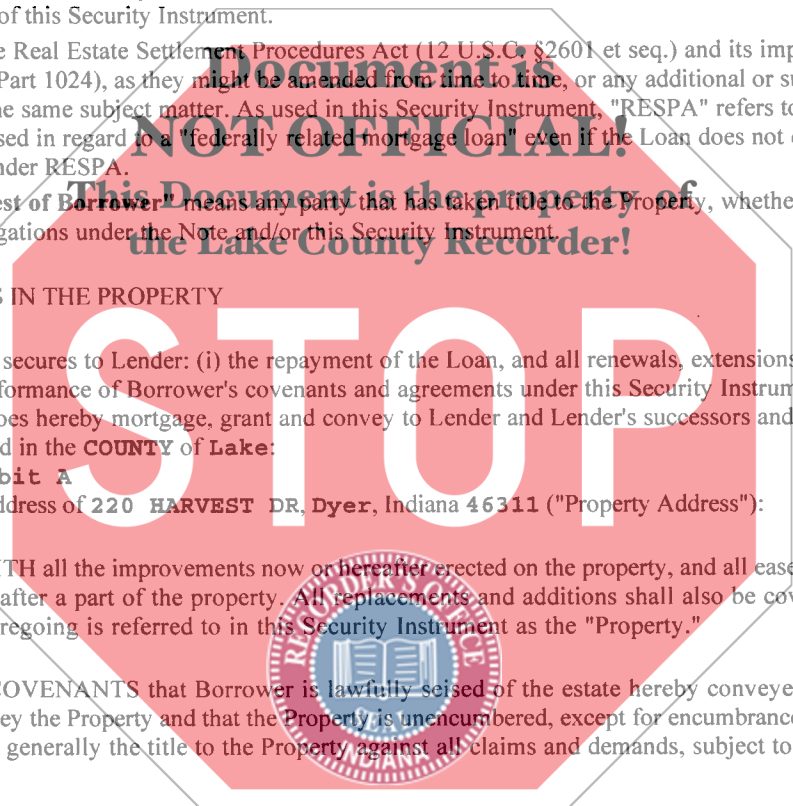 of this Security Instrument.
e Real Estate Settlement Procedures Act (12 U.S.C. §2601 et seq.) and its imp
Part 1024), as they might be amended from time to time, or any additional or su
ne same subject matter. As used in this Security Instrument, "RESPA" refers to
sed in regard to a "federally related mortgage loan" even if the Loan does not
nder RESPA.
est of Borrower" means any party that has taken title to the Property, whethe
gations under the Note and/or this Security Instrument.
Document is
NOT OFFICIAL!
This Document is the property of
the Lake County Recorder!
S IN THE PROPERTY
STOP
secures to Lender: (i) the repayment of the Loan, and all renewals, extensions
formance of Borrower's covenants and agreements under this Security Instrum
oes hereby mortgage, grant and convey to Lender and Lender's successors and
d in the COUNTY of Lake:
bit A
ddress of 220 HARVEST DR, Dyer, Indiana 46311 ("Property Address"):
TH all the improvements now or hereafter erected on the property, and all ease
after a part of the property. All replacements and additions shall also be cov
regoing is referred to in this Security Instrument as the "Property."
COVENANTS that Borrower is lawfully seised of the estate hereby conveye
ey the Property and that the Property is unencumbered, except for encumbranc
generally the title to the Property against all claims and demands, subject to
RECORDER'S OFFICE
SEAL
INDIANA